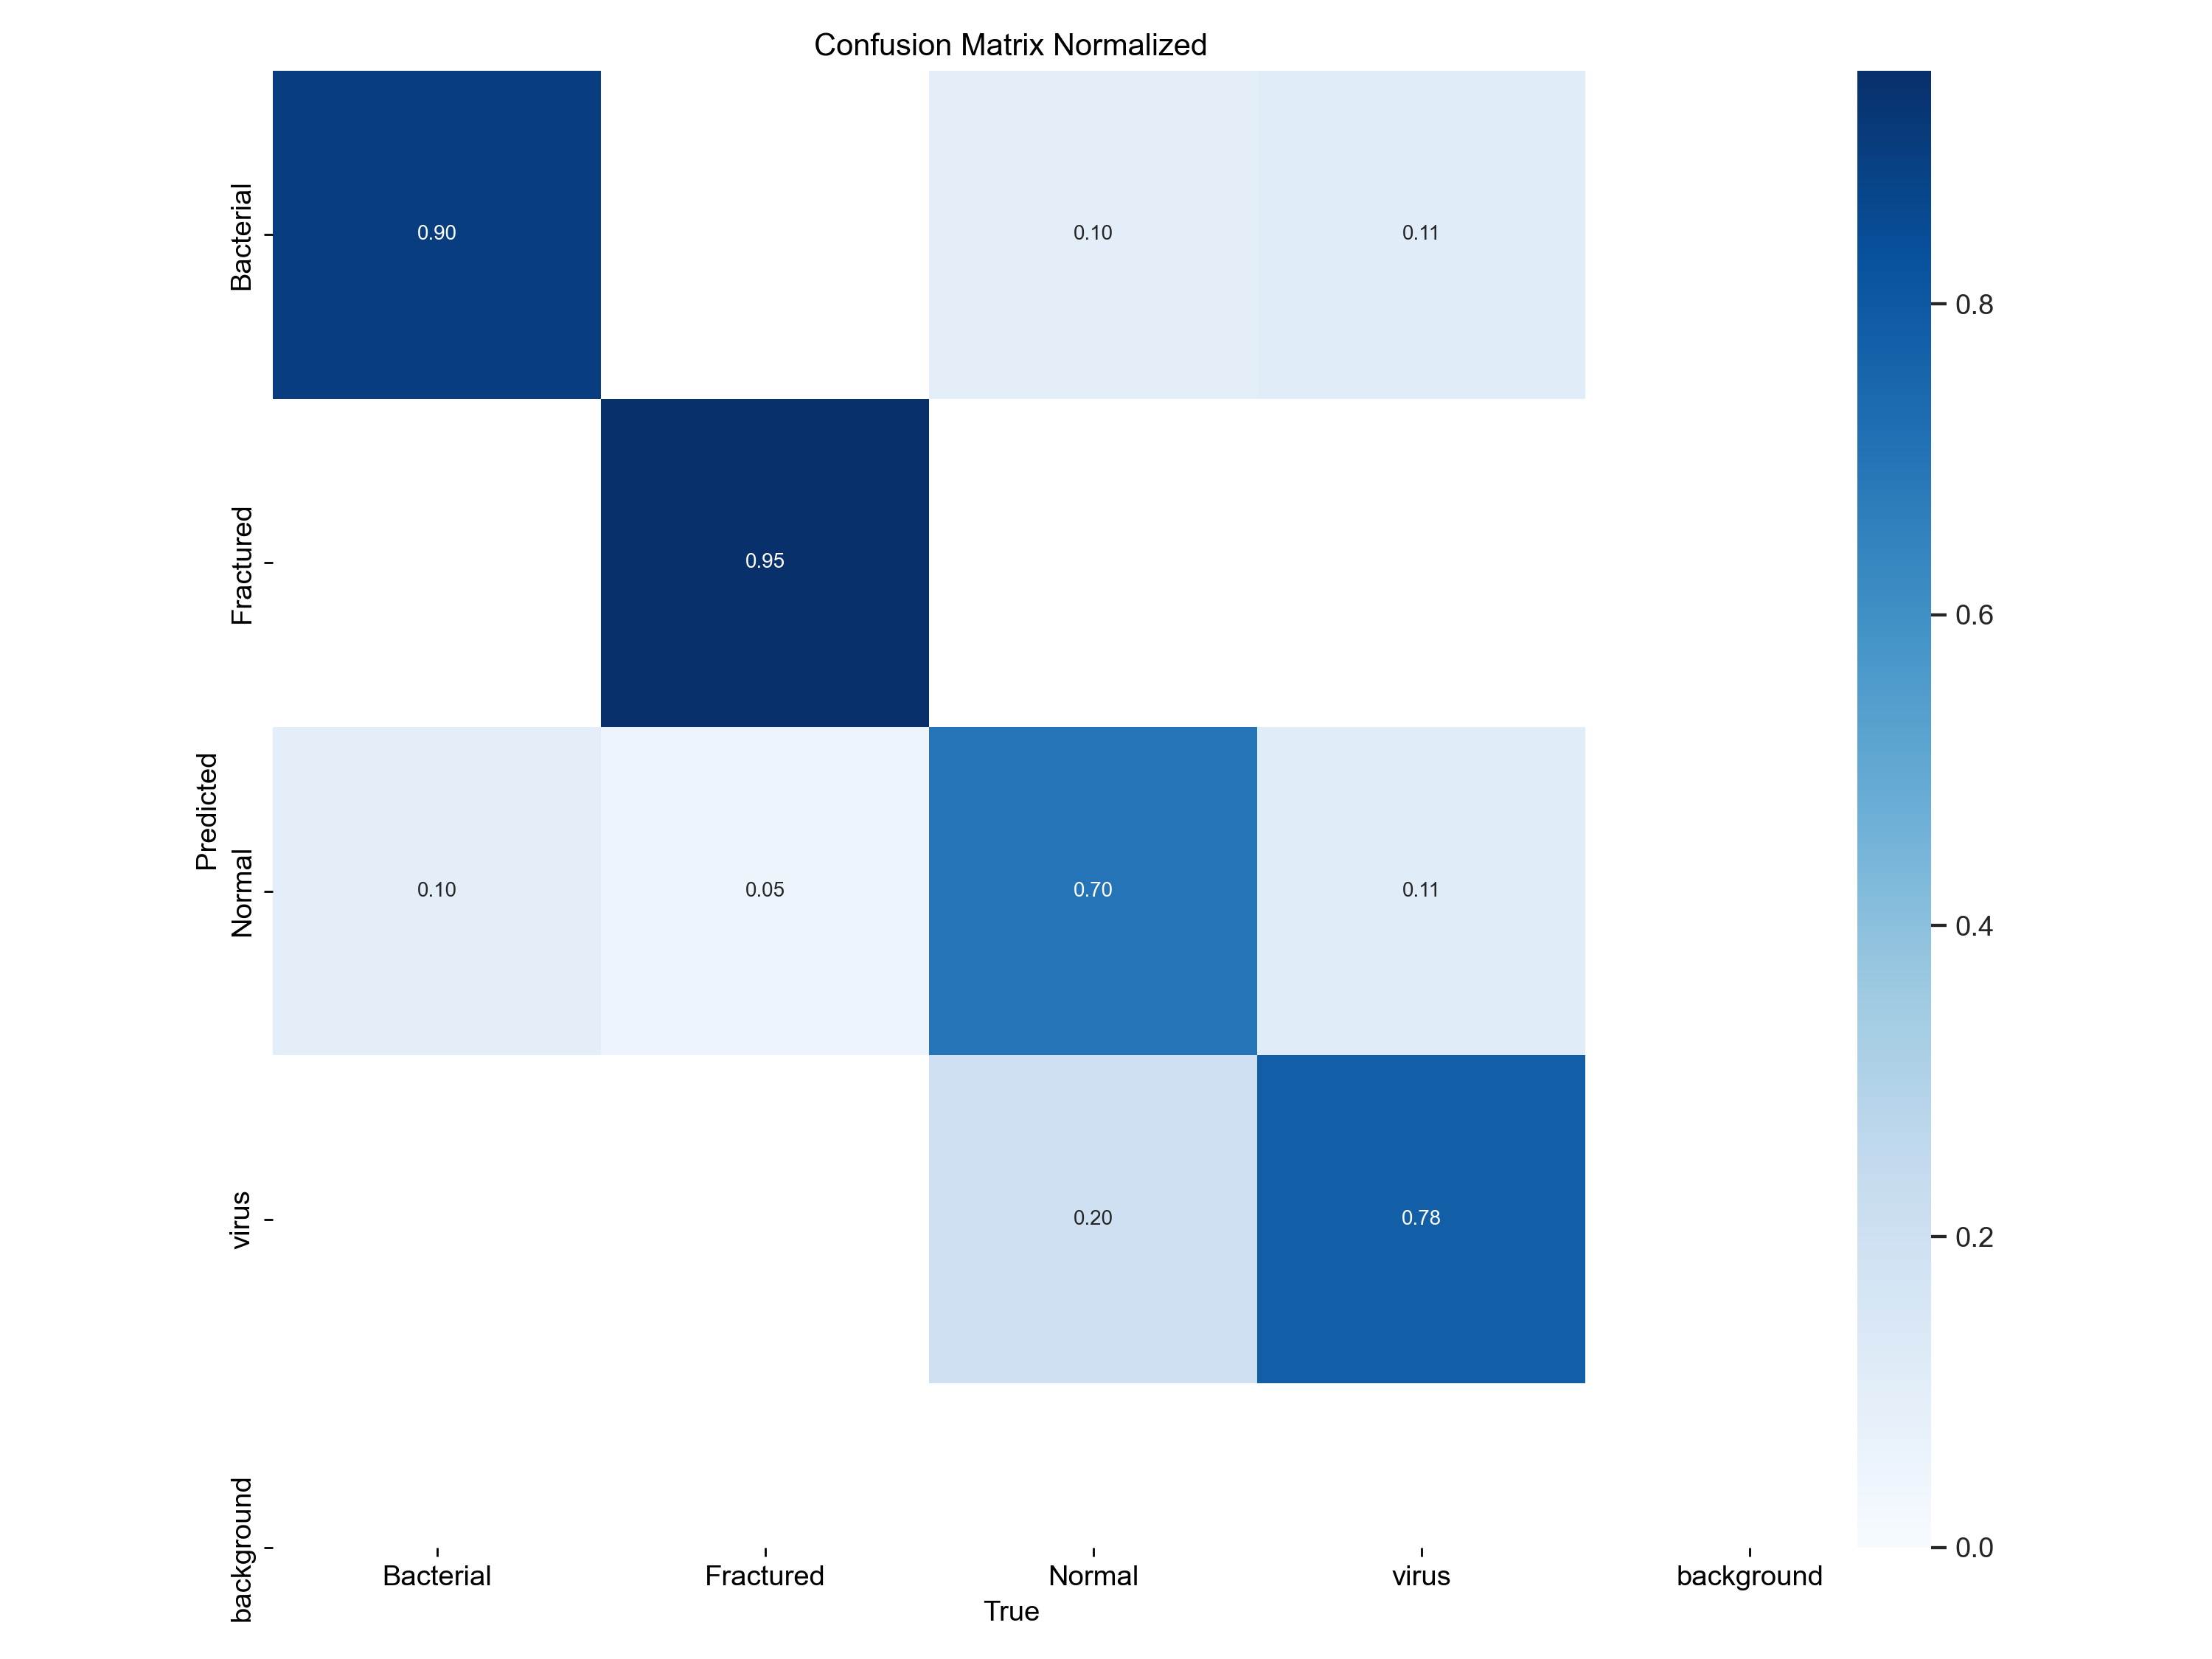 Confusion Matrix Normalized
Predicted
Bacterial
0.90
0.10
0.11
Fractured
0.95
Normal
0.10
0.05
0.70
0.11
virus
0.20
0.78
background
Bacterial
Fractured
Normal
virus
background
True
0.8
0.6
0.4
0.2
0.0